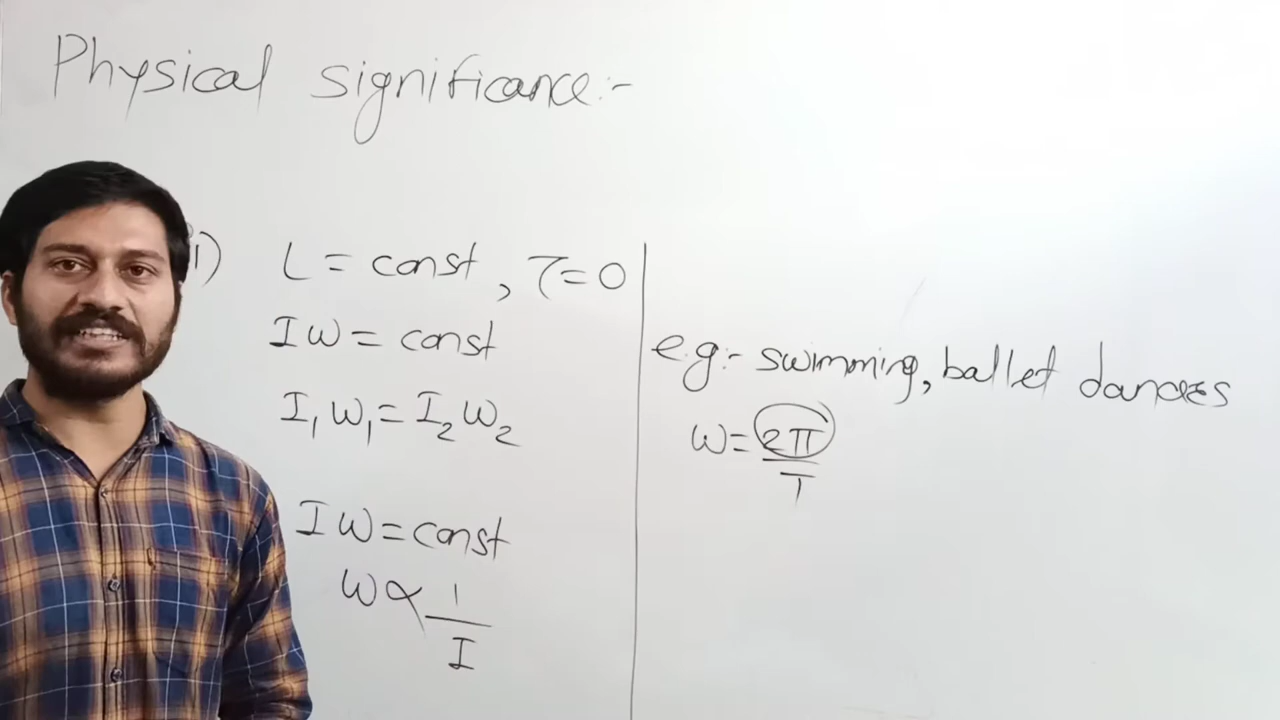 Physical significance:-
i) L = const, τ=0
Iω = const
I₁ω₁ = I₂ω₂
Iω = const
ω ∝ 1/I
e.g:- swimming, ballet dancers
ω = 2π/T